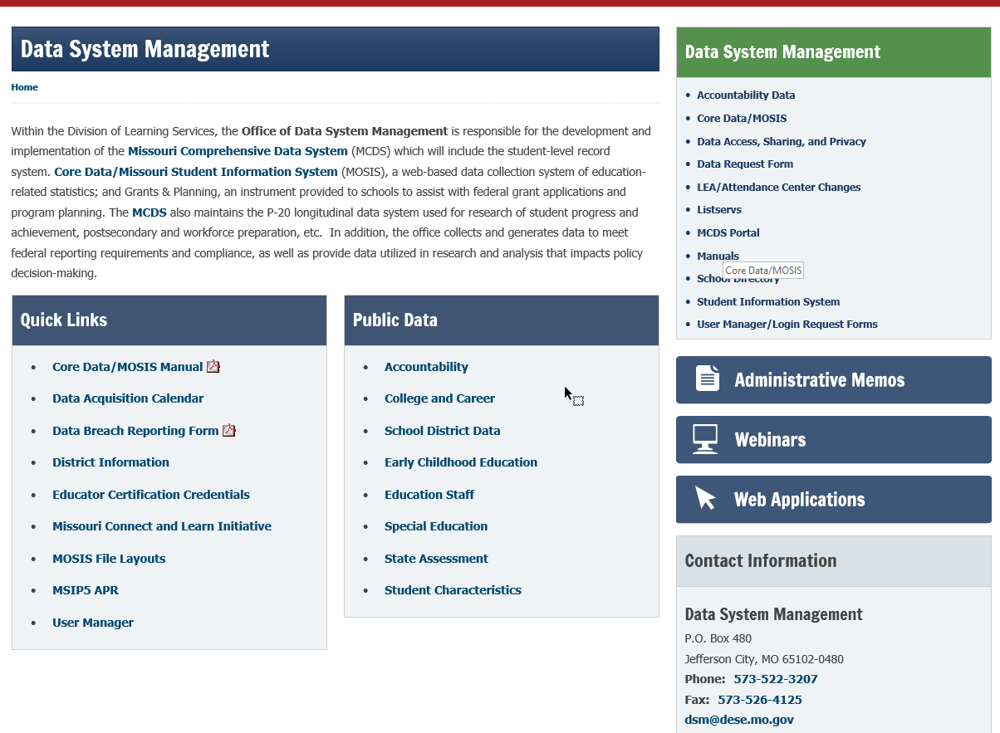 Data System Management
Home
Within the Division of Learning Services, the Office of Data System Management is responsible for the development and
implementation of the Missouri Comprehensive Data System (MCDS) which will include the student-level record
system. Core Data/Missouri Student Information System (MOSIS), a web-based data collection system of education-
related statistics; and Grants & Planning, an instrument provided to schools to assist with federal grant applications and
program planning. The MCDS also maintains the P-20 longitudinal data system used for research of student progress and
achievement, postsecondary and workforce preparation, etc.  In addition, the office collects and generates data to meet
federal reporting requirements and compliance, as well as provide data utilized in research and analysis that impacts policy
decision-making.
Quick Links
• Core Data/MOSIS Manual
• Data Acquisition Calendar
• Data Breach Reporting Form
• District Information
• Educator Certification Credentials
• Missouri Connect and Learn Initiative
• MOSIS File Layouts
• MSIP5 APR
• User Manager
Public Data
• Accountability
• College and Career
• School District Data
• Early Childhood Education
• Education Staff
• Special Education
• State Assessment
• Student Characteristics
Data System Management
• Accountability Data
• Core Data/MOSIS
• Data Access, Sharing, and Privacy
• Data Request Form
• LEA/Attendance Center Changes
• Listservs
• MCDS Portal
• Manuals
Core Data/MOSIS
• School Directory
• Student Information System
• User Manager/Login Request Forms
Administrative Memos
Webinars
Web Applications
Contact Information
Data System Management
P.O. Box 480
Jefferson City, MO 65102-0480
Phone:  573-522-3207
Fax:  573-526-4125
dsm@dese.mo.gov